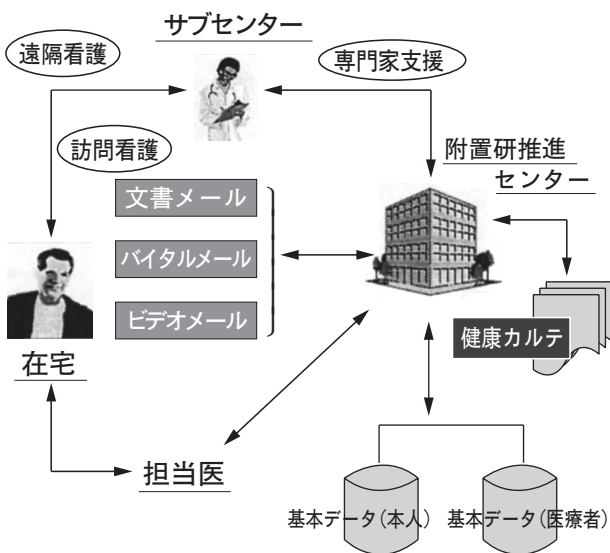 サブセンター
遠隔看護
専門家支援
訪問看護
附置研推進
センター
文書メール
バイタルメール
ビデオメール
健康カルテ
在宅
担当医
基本データ(本人)
基本データ(医療者)